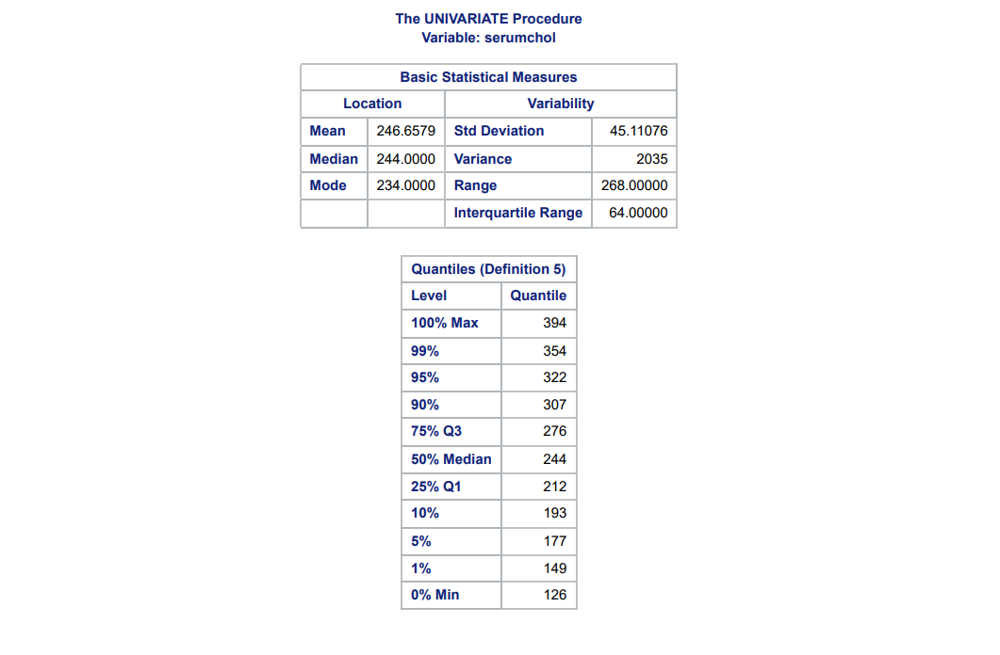 The UNIVARIATE Procedure
Variable: serumchol
Basic Statistical Measures
Location Variability
Mean 246.6579 Std Deviation 45.11076
Median 244.0000 Variance 2035
Mode 234.0000 Range 268.00000
Interquartile Range 64.00000
Quantiles (Definition 5)
Level Quantile
100% Max 394
99% 354
95% 322
90% 307
75% Q3 276
50% Median 244
25% Q1 212
10% 193
5% 177
1% 149
0% Min 126